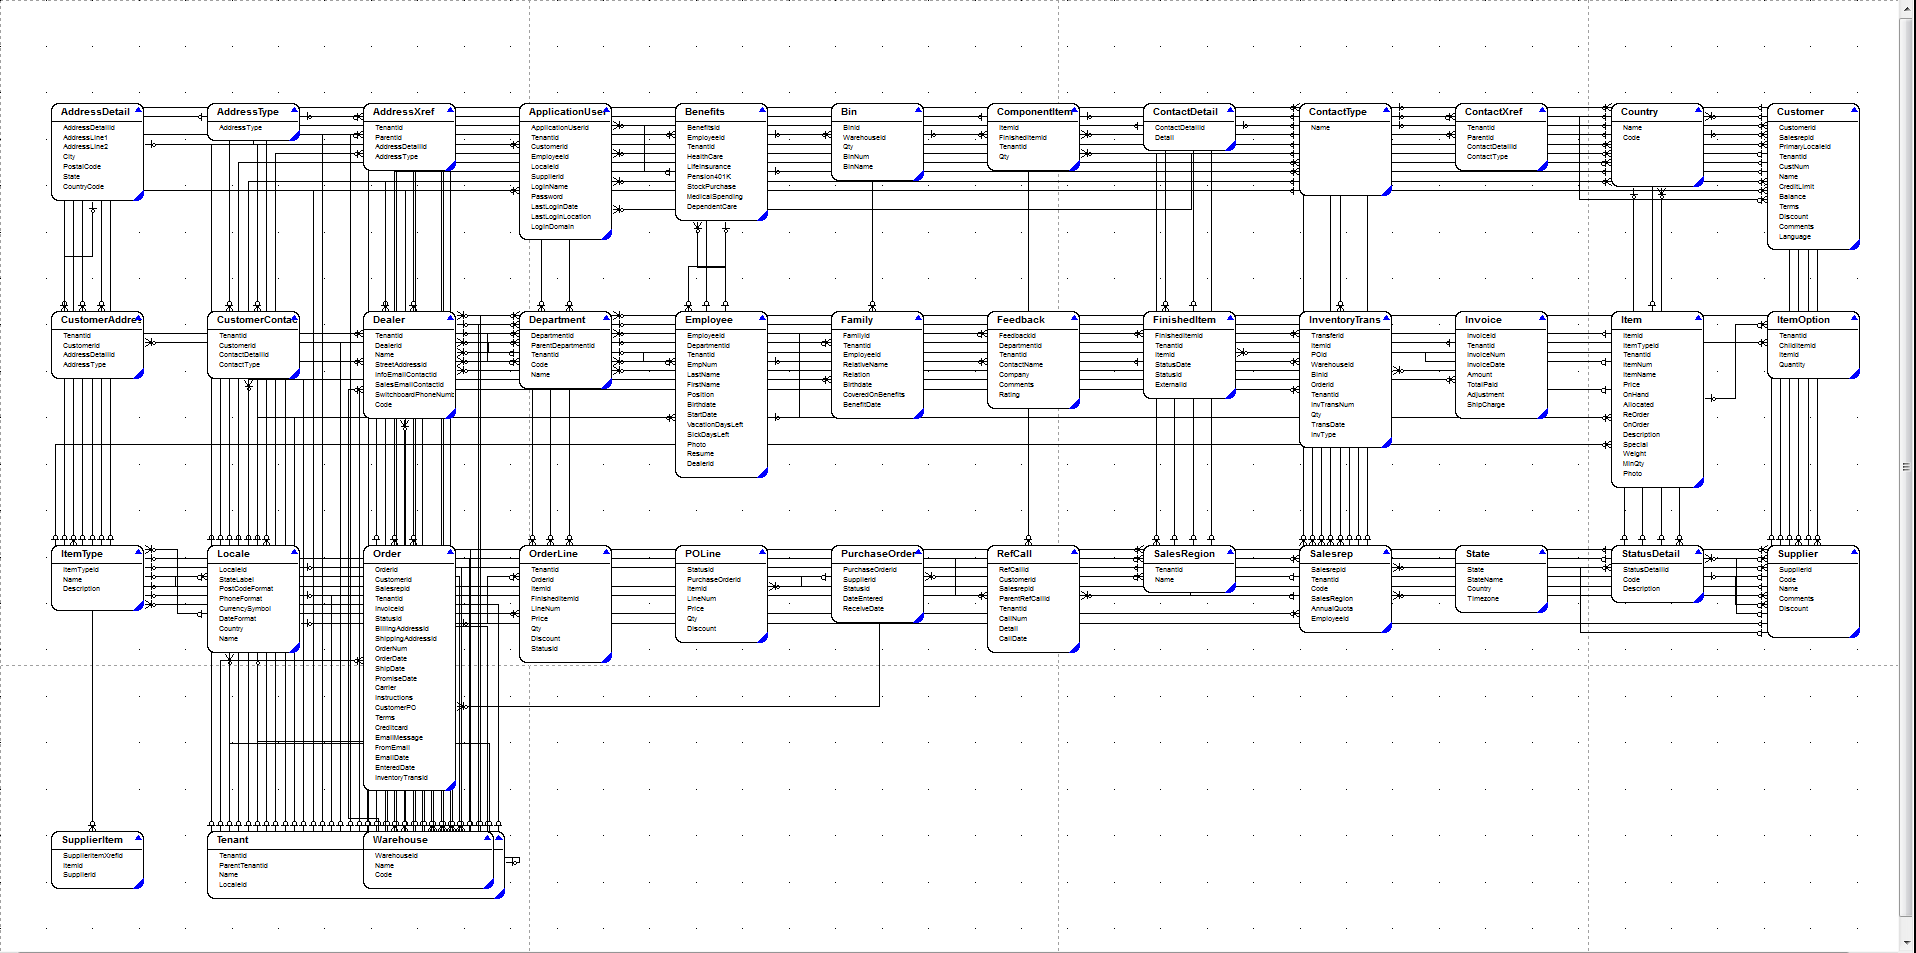 AddressDetail
AddressDetailId
AddressLine1
AddressLine2
City
PostalCode
State
CountryCode
AddressType
AddressType
AddressXref
TenantId
ParentId
AddressDetailId
AddressType
ApplicationUser
ApplicationUserId
TenantId
CustomerId
EmployeeId
LocaleId
SupplierId
LoginName
Password
LastLoginDate
LastLoginLocation
LoginDomain
Benefits
BenefitsId
EmployeeId
TenantId
HealthCare
LifeInsurance
Pension401K
StockPurchase
MedicalSpending
DependentCare
Bin
BinId
WarehouseId
Qty
BinNum
BinName
ComponentItem
ItemId
FinishedItemId
TenantId
Qty
ContactDetail
ContactDetailId
Detail
ContactType
Name
ContactXref
TenantId
ParentId
ContactDetailId
ContactType
Country
Name
Code
Customer
CustomerId
SalesrepId
PrimaryLocaleId
TenantId
CustNum
Name
CreditLimit
Balance
Terms
Discount
Comments
Language
CustomerAddre
TenantId
CustomerId
AddressDetailId
AddressType
CustomerContac
TenantId
CustomerId
ContactDetailId
ContactType
Dealer
TenantId
DealerId
Name
StreetAddressId
InfoEmailContactId
SalesEmailContactId
SwitchboardPhoneNumb
Code
Department
DepartmentId
ParentDepartmentId
TenantId
Code
Name
Employee
EmployeeId
DepartmentId
TenantId
EmpNum
LastName
FirstName
Position
Birthdate
StartDate
VacationDaysLeft
SickDaysLeft
Photo
Resume
DealerId
Family
FamilyId
TenantId
EmployeeId
RelativeName
Relation
Birthdate
CoveredOnBenefits
BenefitDate
Feedback
FeedbackId
DepartmentId
TenantId
ContactName
Company
Comments
Rating
FinishedItem
FinishedItemId
TenantId
ItemId
StatusDate
StatusId
ExternalId
InventoryTrans
TransferId
ItemId
POId
WarehouseId
BinId
OrderId
TenantId
InvTransNum
Qty
TransDate
InvType
Invoice
InvoiceId
TenantId
InvoiceNum
InvoiceDate
Amount
TotalPaid
Adjustment
ShipCharge
Item
ItemId
ItemTypeId
TenantId
ItemNum
ItemName
Price
OnHand
Allocated
ReOrder
OnOrder
Description
Special
Weight
MinQty
Photo
ItemOption
TenantId
ChildItemId
ItemId
Quantity
ItemType
ItemTypeId
Name
Description
Locale
LocaleId
StateLabel
PostCodeFormat
PhoneFormat
CurrencySymbol
DateFormat
Country
Name
Order
OrderId
CustomerId
SalesrepId
TenantId
InvoiceId
StatusId
BillingAddressId
ShippingAddressId
OrderNum
OrderDate
ShipDate
PromiseDate
Carrier
Instructions
CustomerPO
Terms
Creditcard
EmailMessage
FromEmail
EmailDate
EnteredDate
InventoryTransId
OrderLine
TenantId
OrderId
ItemId
FinishedItemId
LineNum
Price
Qty
Discount
StatusId
POLine
StatusId
PurchaseOrderId
ItemId
LineNum
Price
Qty
Discount
PurchaseOrder
PurchaseOrderId
SupplierId
StatusId
DateEntered
ReceiveDate
RefCall
RefCallId
CustomerId
SalesrepId
ParentRefCallId
TenantId
CallNum
Detail
CallDate
SalesRegion
TenantId
Name
Salesrep
SalesrepId
TenantId
Code
SalesRegion
AnnualQuota
EmployeeId
State
State
StateName
Country
Timezone
StatusDetail
StatusDetailId
Code
Description
Supplier
SupplierId
Code
Name
Comments
Discount
SupplierItem
SupplierItemXrefId
ItemId
SupplierId
Tenant
TenantId
ParentTenantId
Name
LocaleId
Warehouse
WarehouseId
Name
Code